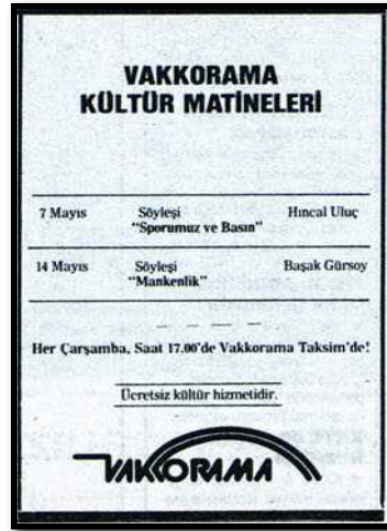 VAKKORAMA
KÜLTÜR MATİNELERİ
7 Mayıs Söyleşi Hıncal Uluç
"Sporumuz ve Basın"
14 Mayıs Söyleşi Başak Gürsoy
"Mankenlik"
Her Çarşamba, Saat 17.00'de Vakkorama Taksim'de!
Ücretsiz kültür hizmetidir.
VAKKORAMA